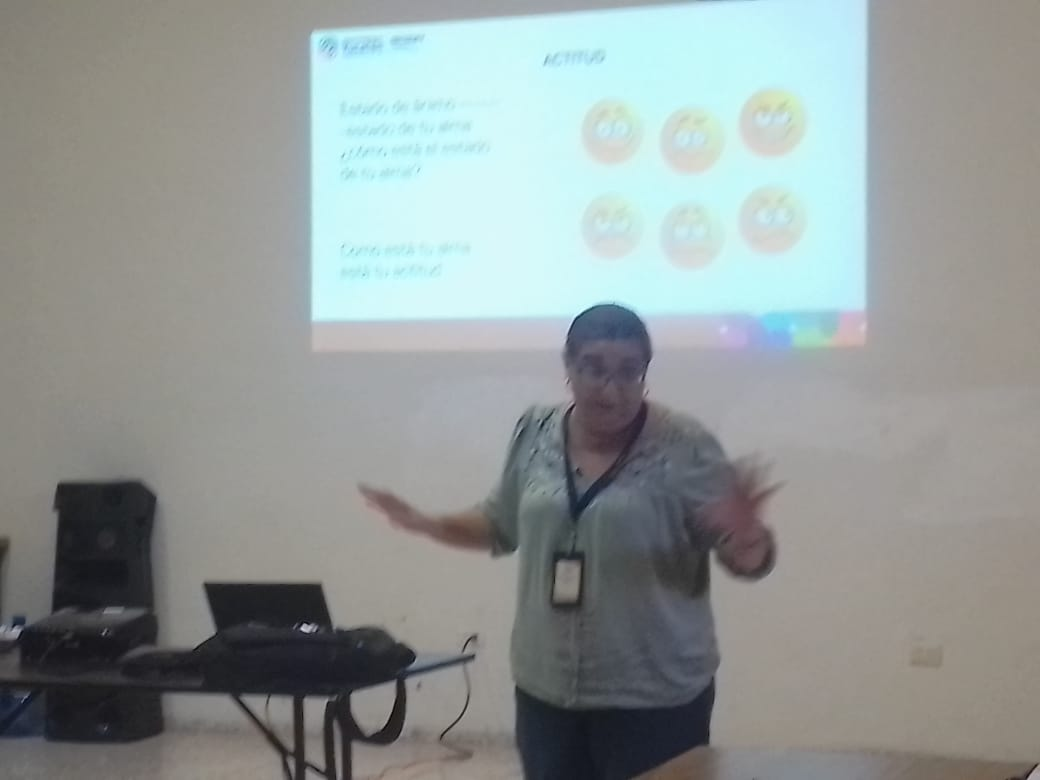 ACTITUD
Estado de ánimo
-estado de tu alma
¿Cómo está el estado
de tu alma?
Como está tu alma
está tu actitud